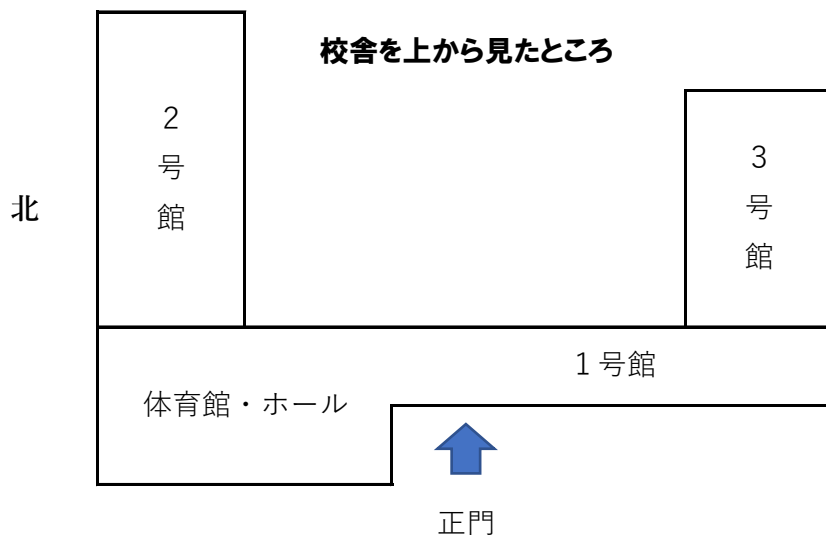 校舎を上から見たところ
2号館
3号館
北
1号館
体育館・ホール
正門